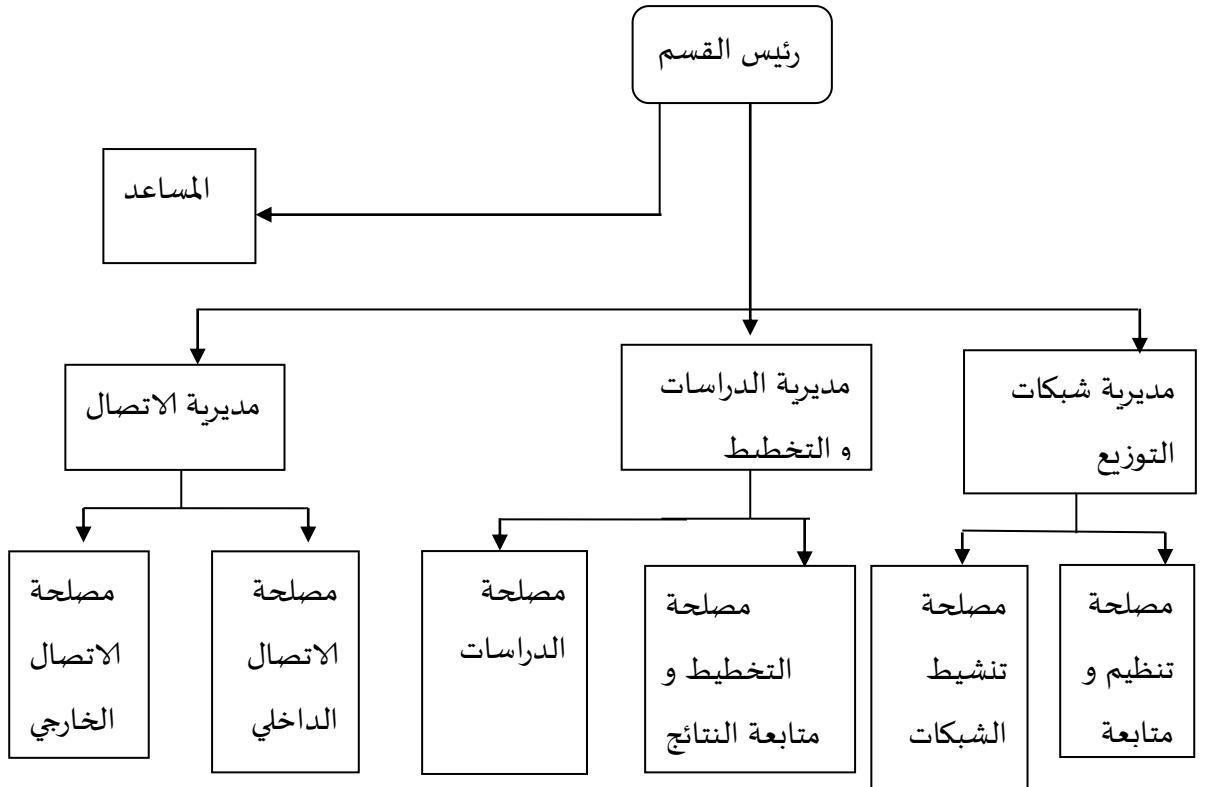 رئيس القسم
المساعد
مديرية شبكات
التوزيع
مديرية الدراسات
و التخطيط
مديرية الاتصال
مصلحة
تنظيم و
متابعة
مصلحة
تنشيط
الشبكات
مصلحة
التخطيط و
متابعة النتائج
مصلحة
الدراسات
مصلحة
الاتصال
الداخلي
مصلحة
الاتصال
الخارجي